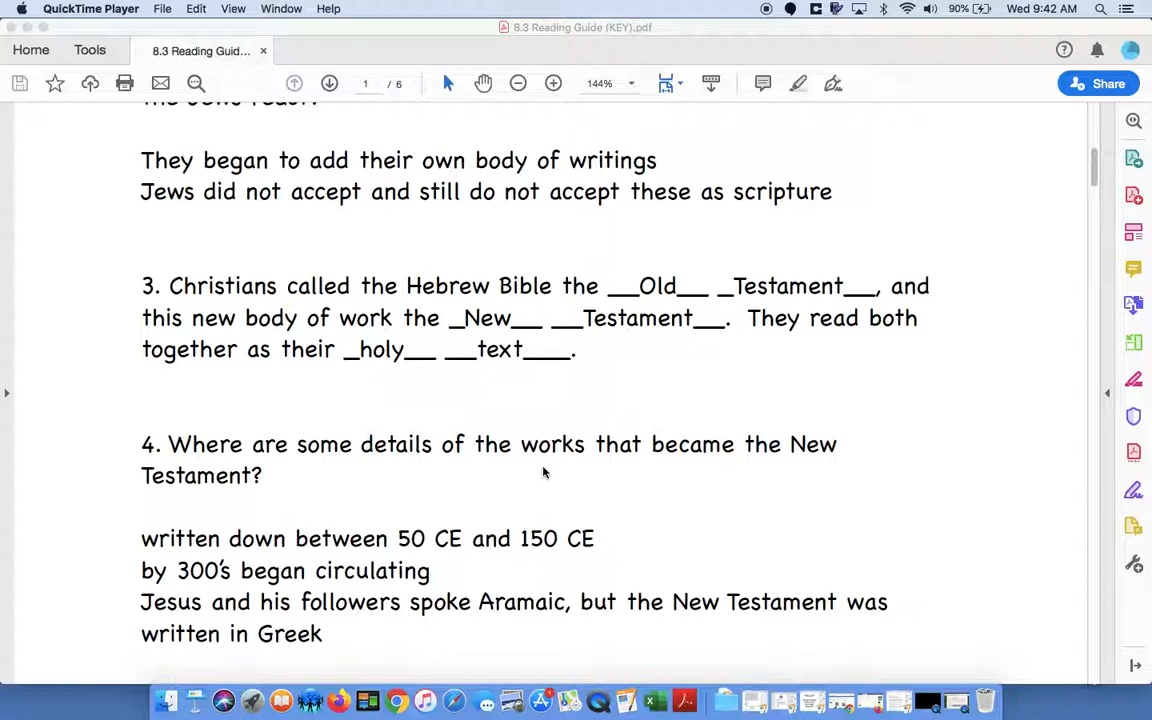 QuickTime Player File Edit View Window Help 90% Wed 9:42 AM
8.3 Reading Guide (KEY).pdf
Home Tools 8.3 Reading Guid... ×
1 / 6 144% Share
They began to add their own body of writings
Jews did not accept and still do not accept these as scripture
3. Christians called the Hebrew Bible the __Old__ _Testament__, and
this new body of work the _New__ __Testament__. They read both
together as their _holy__ __text___.
4. Where are some details of the works that became the New
Testament?
written down between 50 CE and 150 CE
by 300's began circulating
Jesus and his followers spoke Aramaic, but the New Testament was
written in Greek